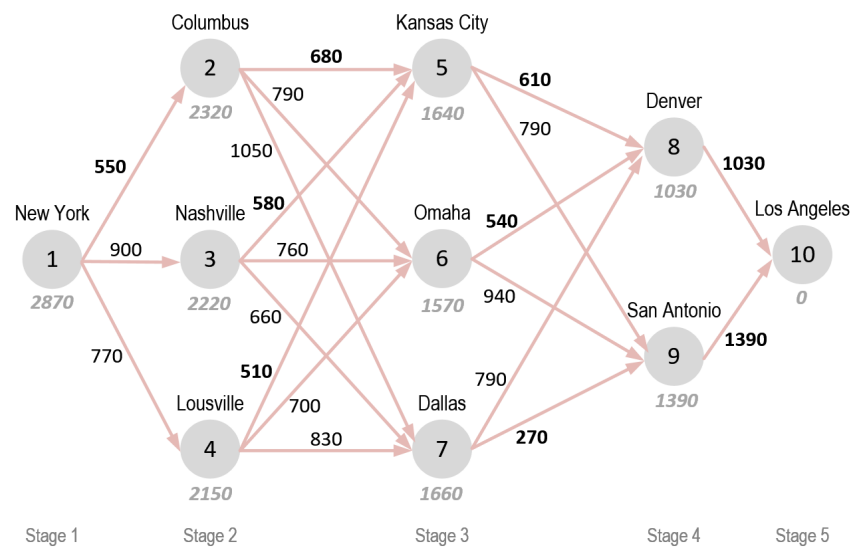 Columbus
Kansas City
2
680
5
790
610
Denver
2320
1640
790
8
1050
550
1030
1030
New York
Nashville
580
Omaha
540
Los Angeles
1
900
3
760
6
10
2870
2220
1570
940
0
660
San Antonio
770
510
790
9
1390
Lousville
700
Dallas
1390
4
830
7
270
2150
1660
Stage 1
Stage 2
Stage 3
Stage 4
Stage 5